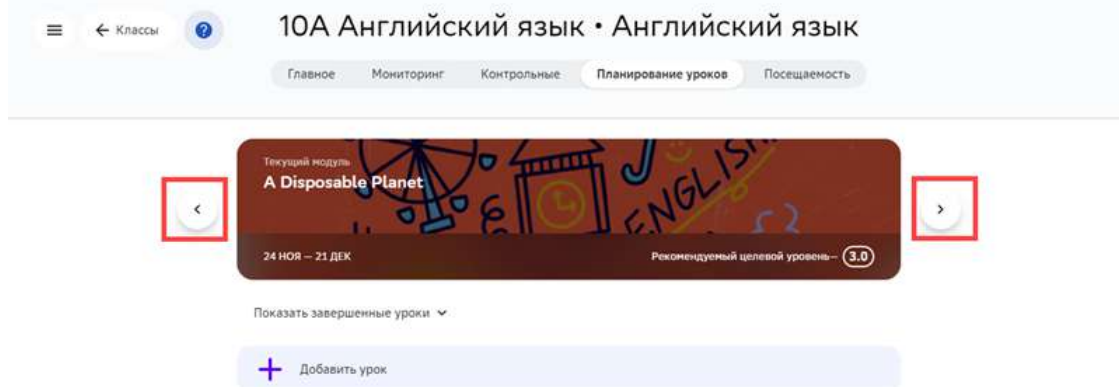 ← Классы
?
10А Английский язык • Английский язык
Главное Мониторинг Контрольные Планирование уроков Посещаемость
Текущий модуль
A Disposable Planet
ENGLISH
24 НОЯ — 21 ДЕК
Рекомендуемый целевой уровень— 3.0
Показать завершенные уроки
Добавить урок